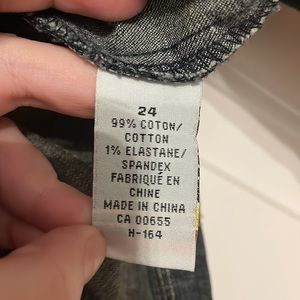 24
99% COTON/
COTTON
1% ELASTANE/
SPANDEX
FABRIQUÉ EN
CHINE
MADE IN CHINA
CA 00655
H-164